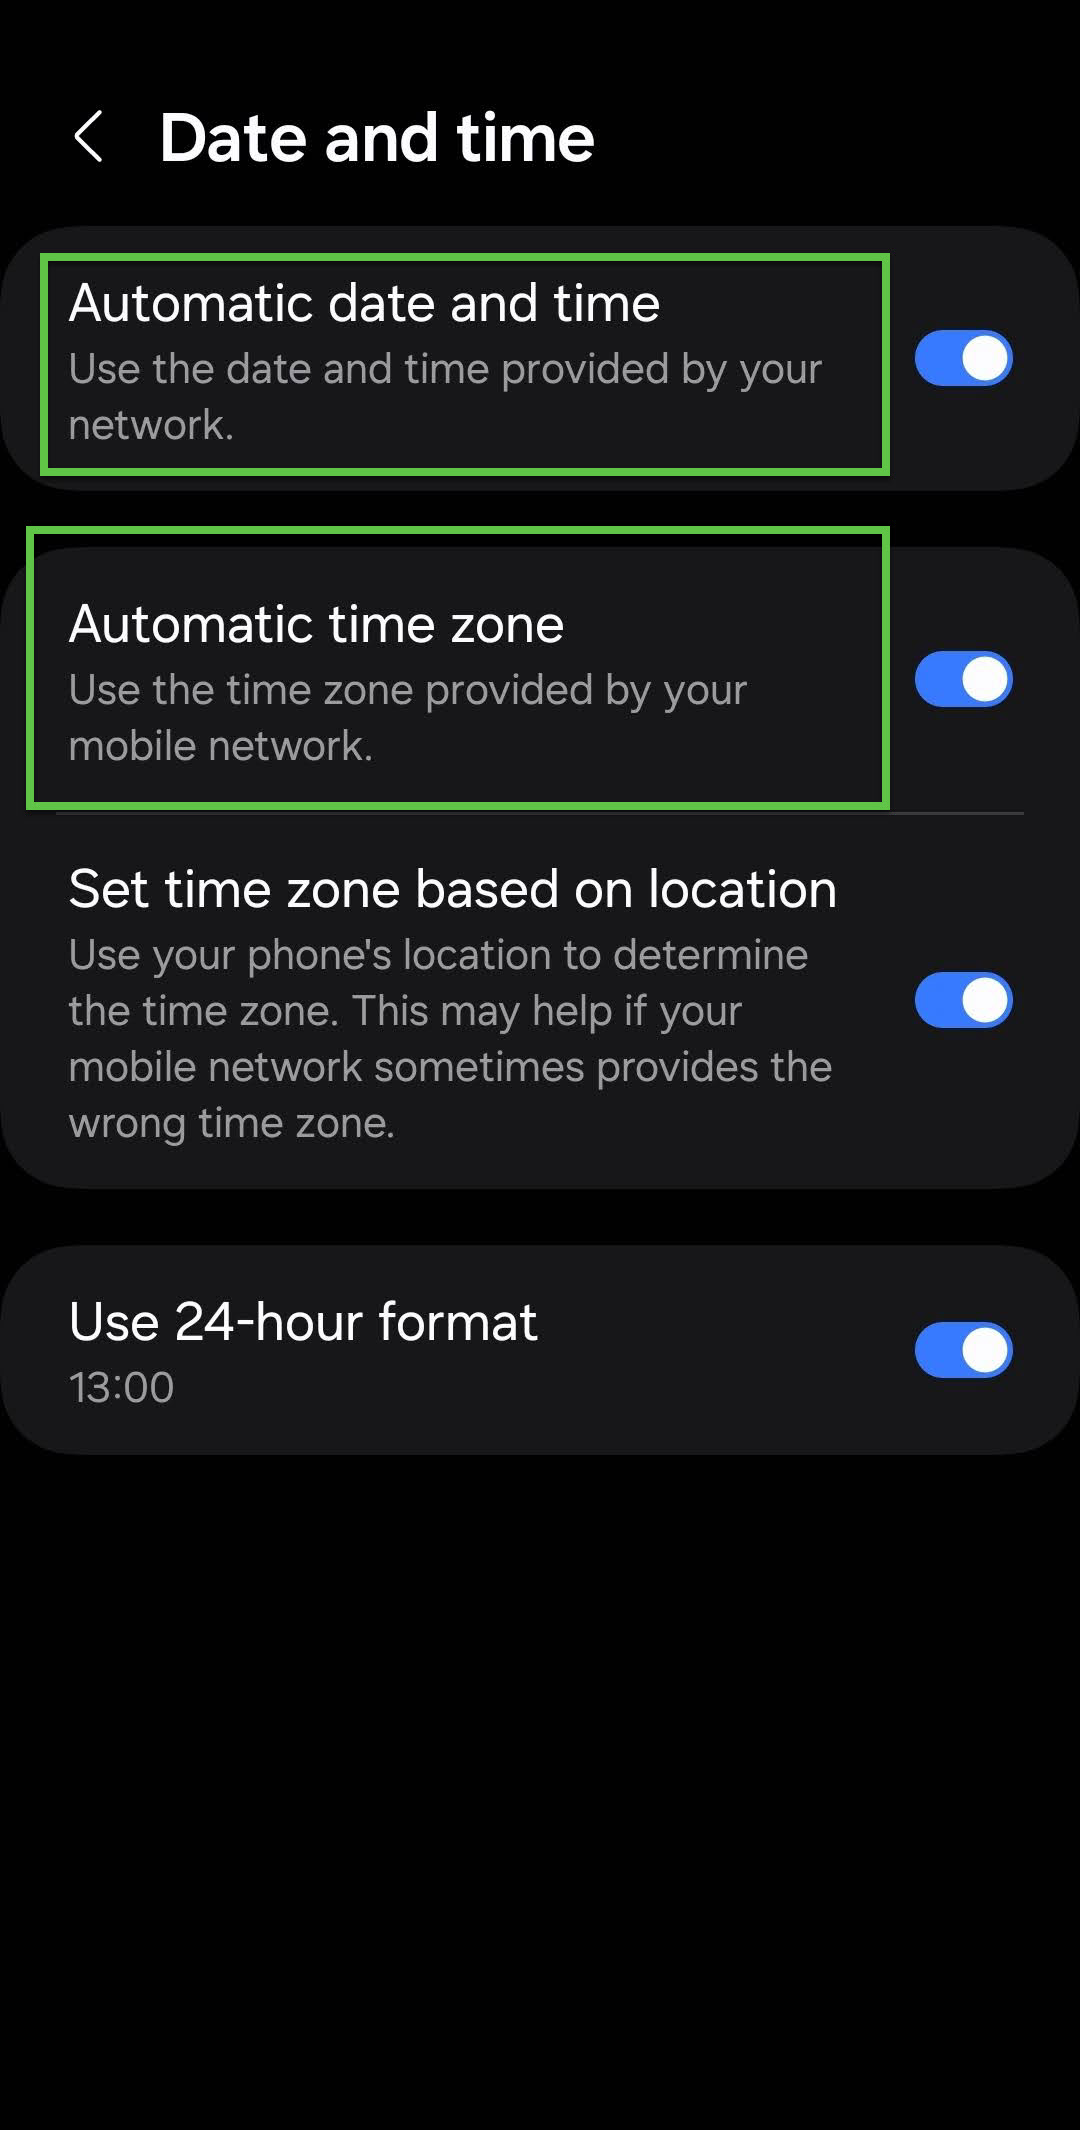 Date and time
Automatic date and time
Use the date and time provided by your
network.
Automatic time zone
Use the time zone provided by your
mobile network.
Set time zone based on location
Use your phone's location to determine
the time zone. This may help if your
mobile network sometimes provides the
wrong time zone.
Use 24-hour format
13:00